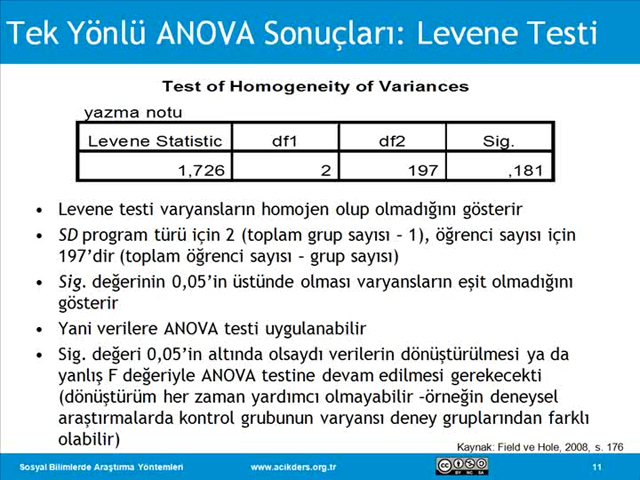 Tek Yönlü ANOVA Sonuçları: Levene Testi
Test of Homogeneity of Variances
yazma notu
Levene Statistic df1 df2 Sig.
1,726 2 197 ,181
• Levene testi varyansların homojen olup olmadığını gösterir
• SD program türü için 2 (toplam grup sayısı – 1), öğrenci sayısı için
197’dir (toplam öğrenci sayısı – grup sayısı)
• Sig. değerinin 0,05’in üstünde olması varyansların eşit olmadığını
gösterir
• Yani verilere ANOVA testi uygulanabilir
• Sig. değeri 0,05’in altında olsaydı verilerin dönüştürülmesi ya da
yanlış F değeriyle ANOVA testine devam edilmesi gerekecekti
(dönüştürüm her zaman yardımcı olmayabilir –örneğin deneysel
araştırmalarda kontrol grubunun varyansı deney gruplarından farklı
olabilir)
Kaynak: Field ve Hole, 2008, s. 176
Sosyal Bilimlerde Araştırma Yöntemleri www.acikders.org.tr cc BY NC SA 11